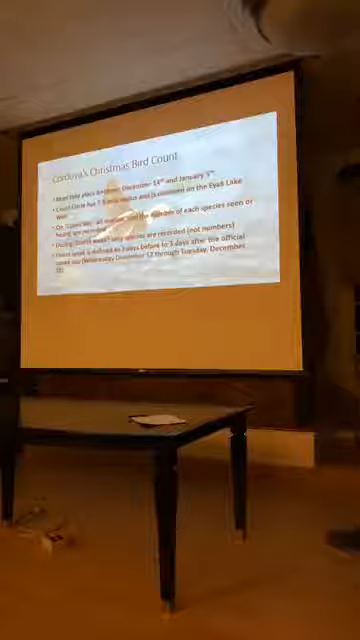 Cordova's Christmas Bird Count
• Must take place between December 14th and January 5th
• Count Circle has 7.5 mile radius and is centered on the Eyak Lake
Weir
• On "Count day" all species and the number of each species seen or
heard are recorded
• During "Count week" only species are recorded (not numbers)
• Count week is defined as 3 days before to 3 days after the official
count day (Wednesday December 12 through Tuesday, December
18)